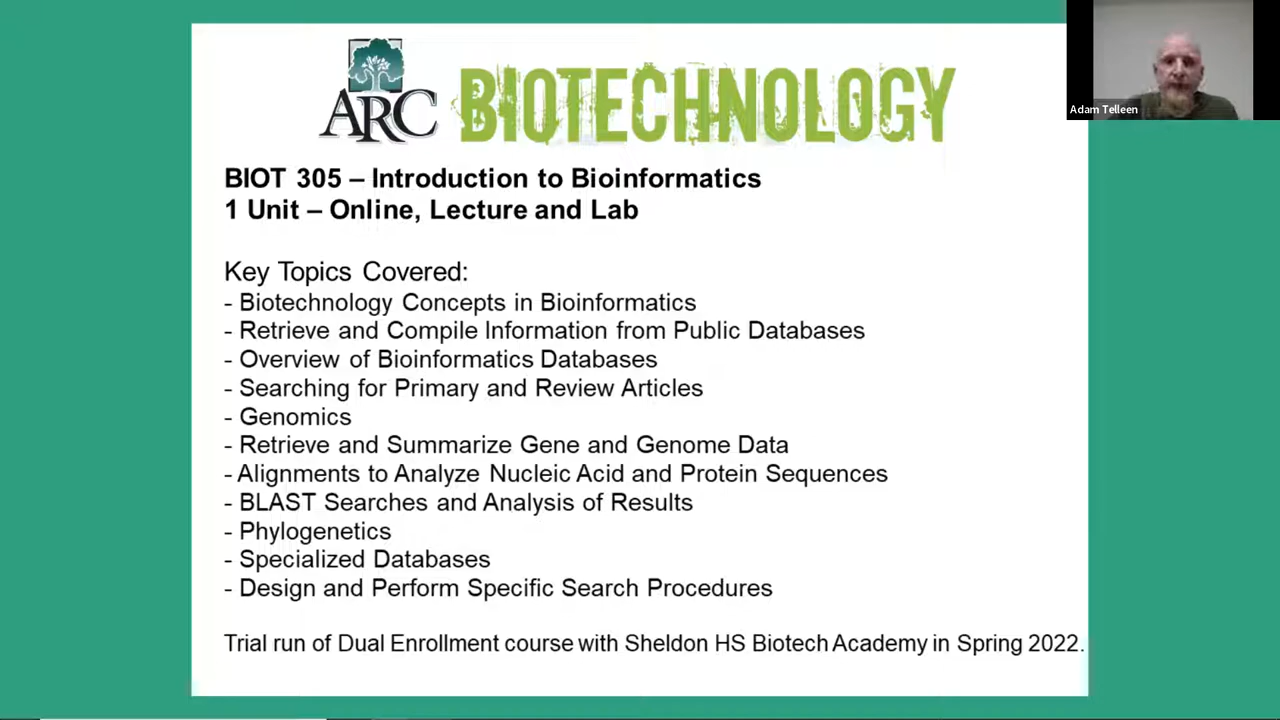 ARC BIOTECHNOLOGY
Adam Telleen
BIOT 305 – Introduction to Bioinformatics
1 Unit – Online, Lecture and Lab
Key Topics Covered:
- Biotechnology Concepts in Bioinformatics
- Retrieve and Compile Information from Public Databases
- Overview of Bioinformatics Databases
- Searching for Primary and Review Articles
- Genomics
- Retrieve and Summarize Gene and Genome Data
- Alignments to Analyze Nucleic Acid and Protein Sequences
- BLAST Searches and Analysis of Results
- Phylogenetics
- Specialized Databases
- Design and Perform Specific Search Procedures
Trial run of Dual Enrollment course with Sheldon HS Biotech Academy in Spring 2022.